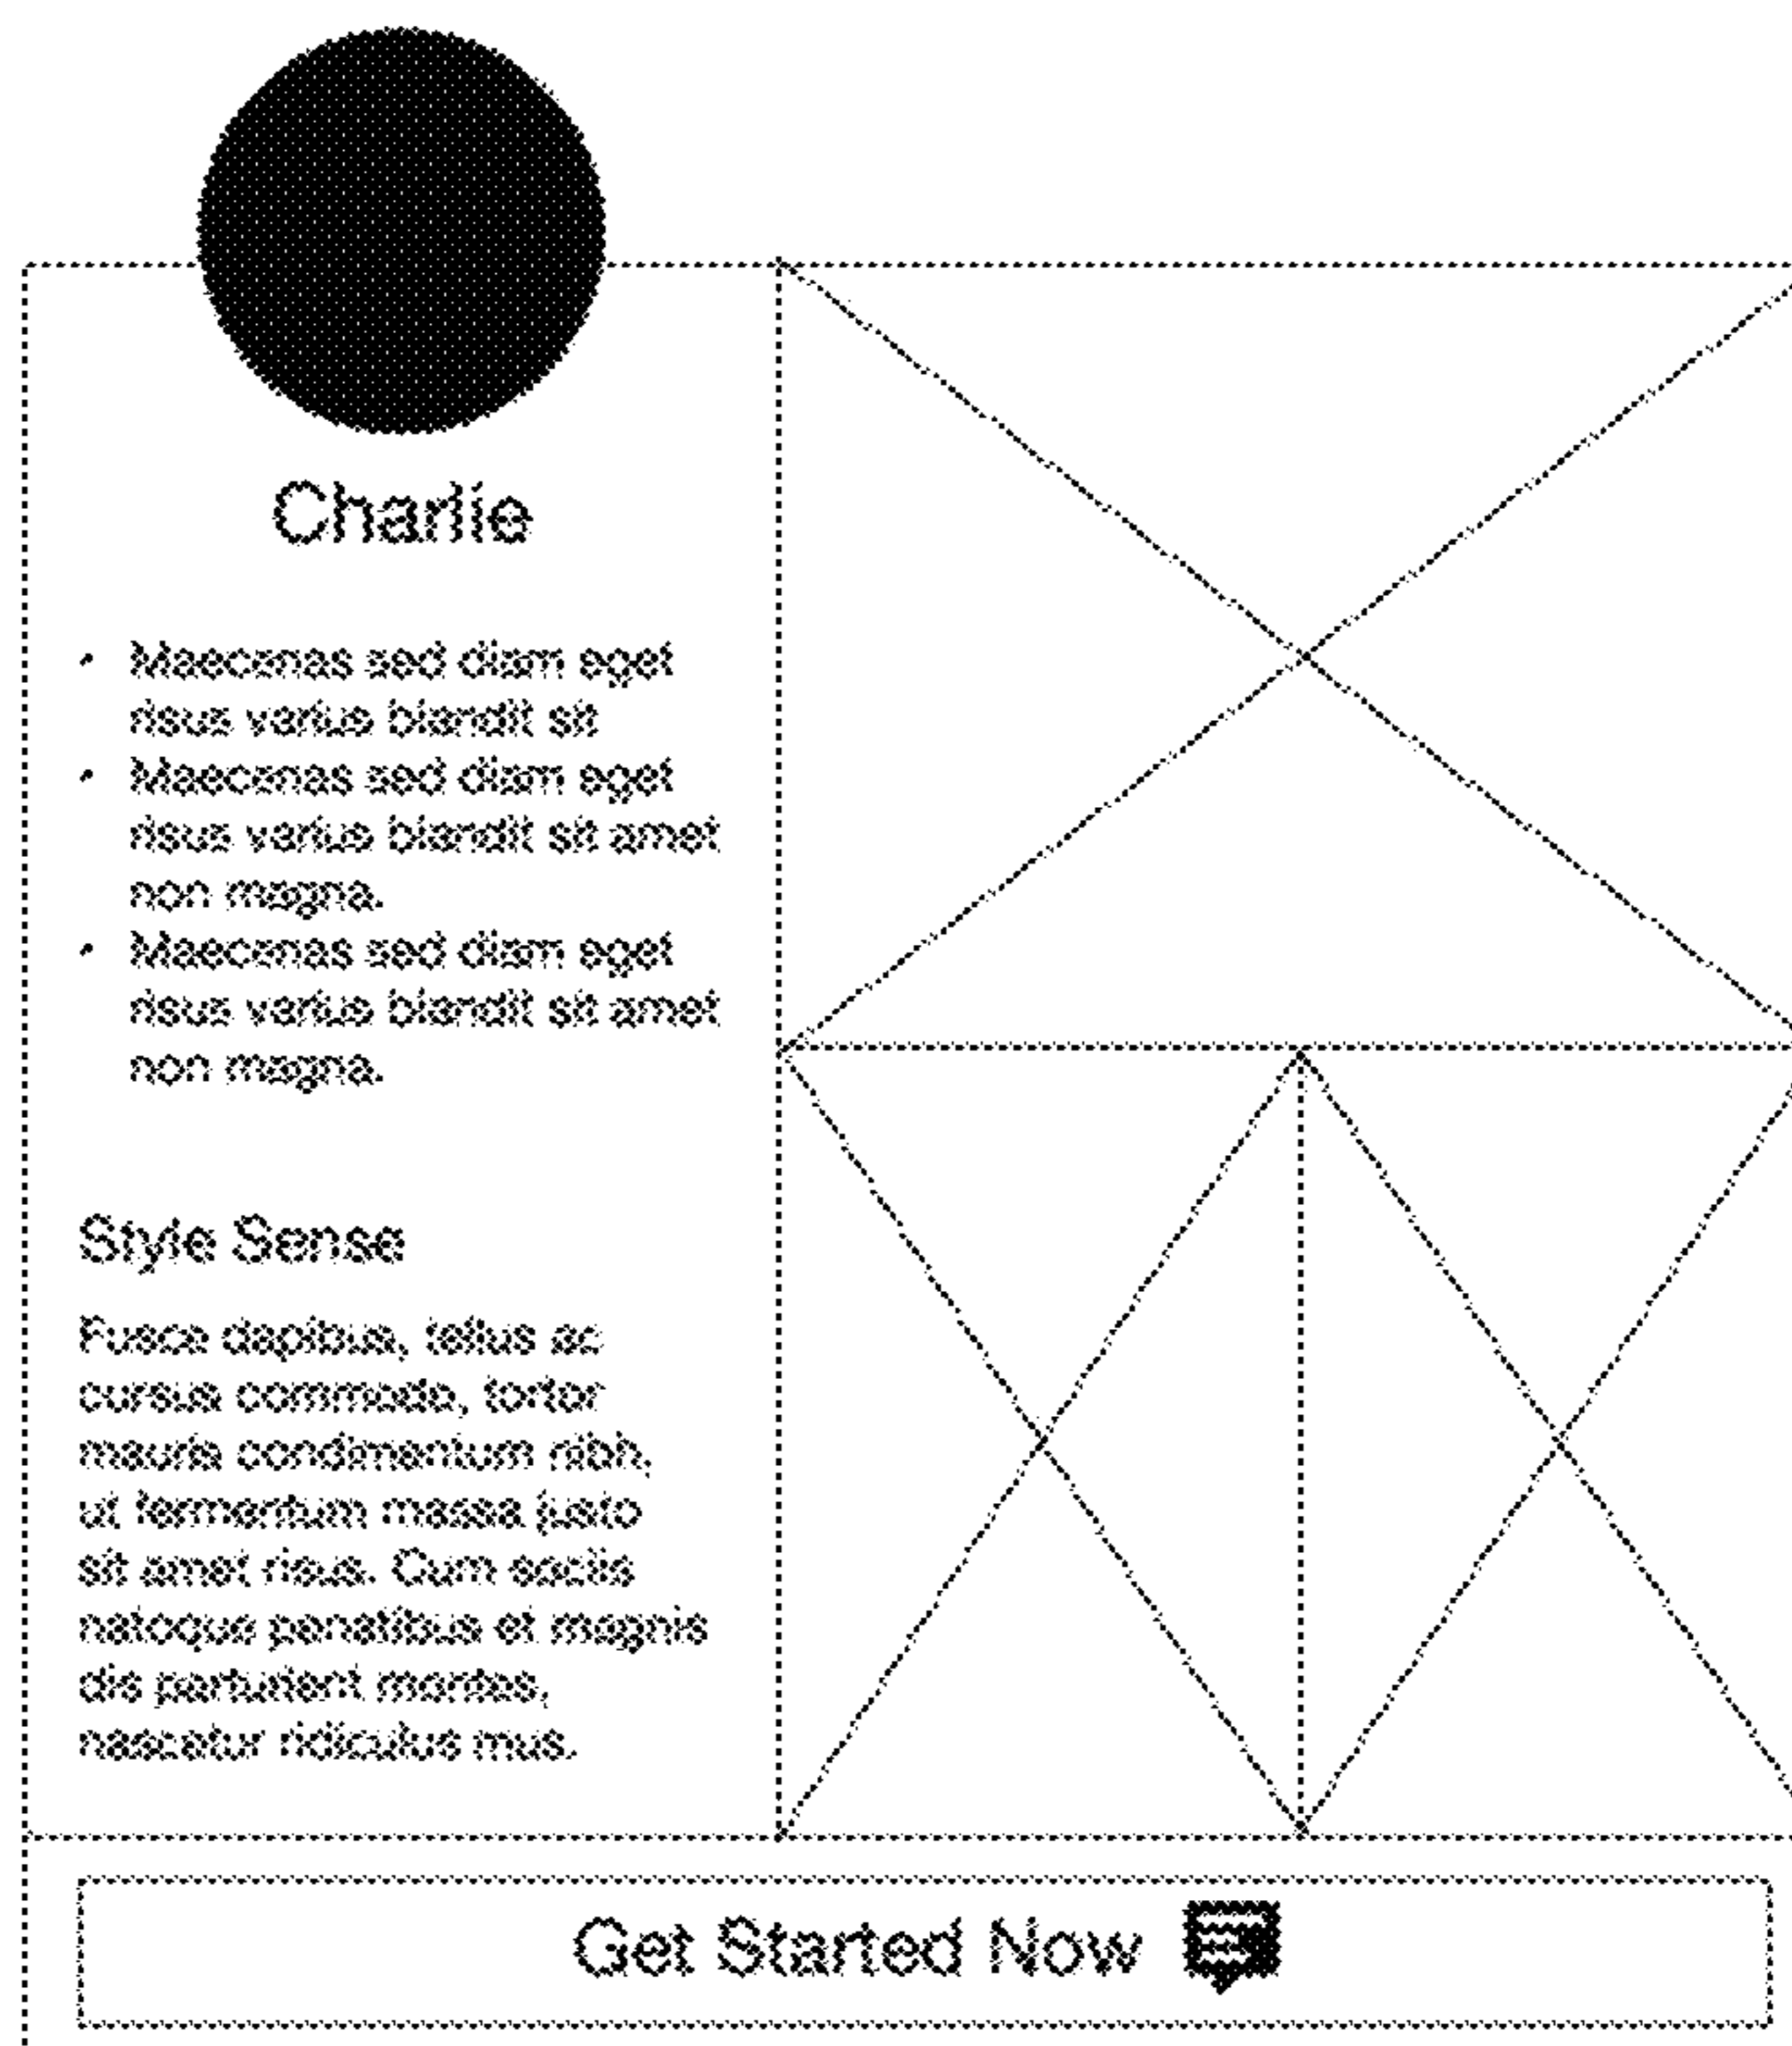 Charlie
• Maecenas sed diam eget
risus varius blandit sit
• Maecenas sed diam eget
risus varius blandit sit amet
non magna.
• Maecenas sed diam eget
risus varius blandit sit amet
non magna.
Style Sense
Fusce dapibus, tellus ac
cursus commodo, tortor
mauris condimentum nibh,
ut fermentum massa justo
sit amet risus. Cum sociis
natoque penatibus et magnis
dis parturient montes,
nascetur ridiculus mus.
Get Started Now